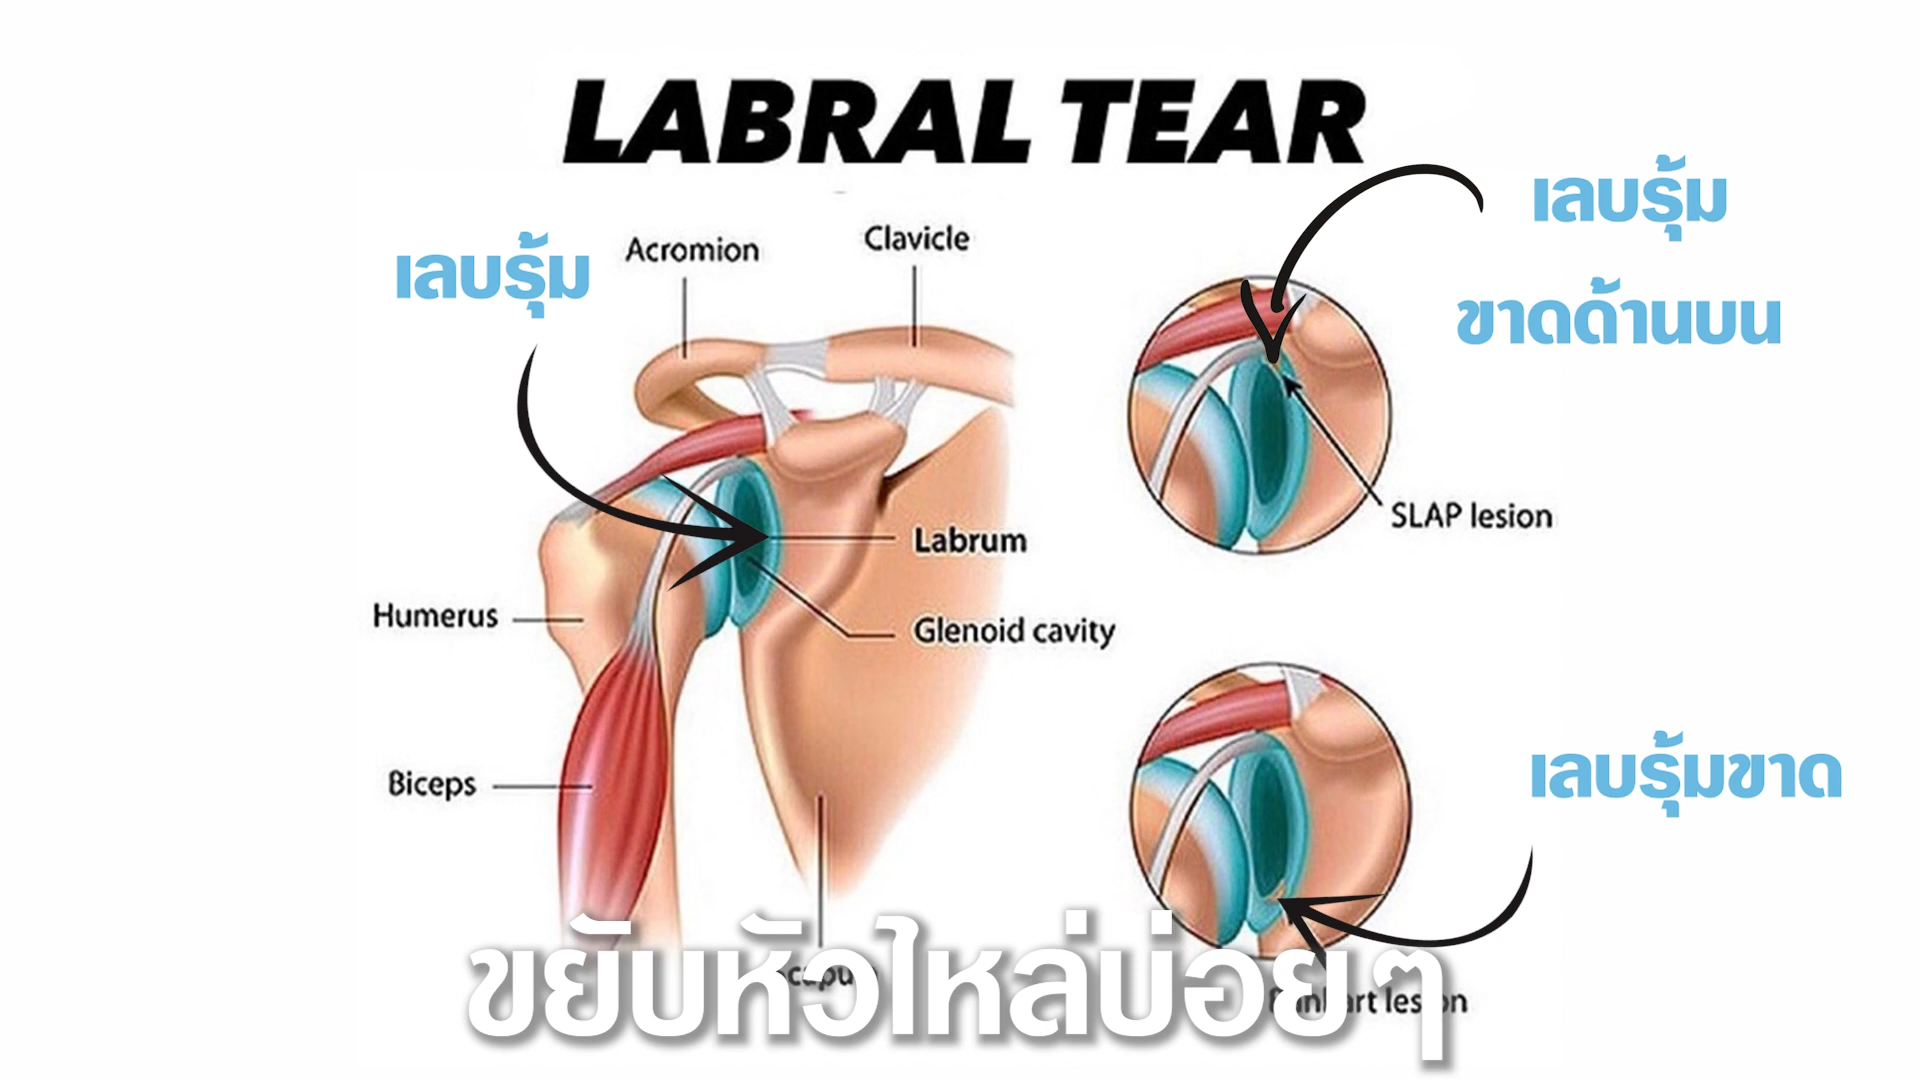 LABRAL TEAR
เลบรุ้ม
Acromion
Clavicle
เลบรุ้ม
ขาดด้านบน
SLAP lesion
Labrum
Humerus
Glenoid cavity
Biceps
เลบรุ้มขาด
ขยับหัวไหล่บ่อยๆ
lesion